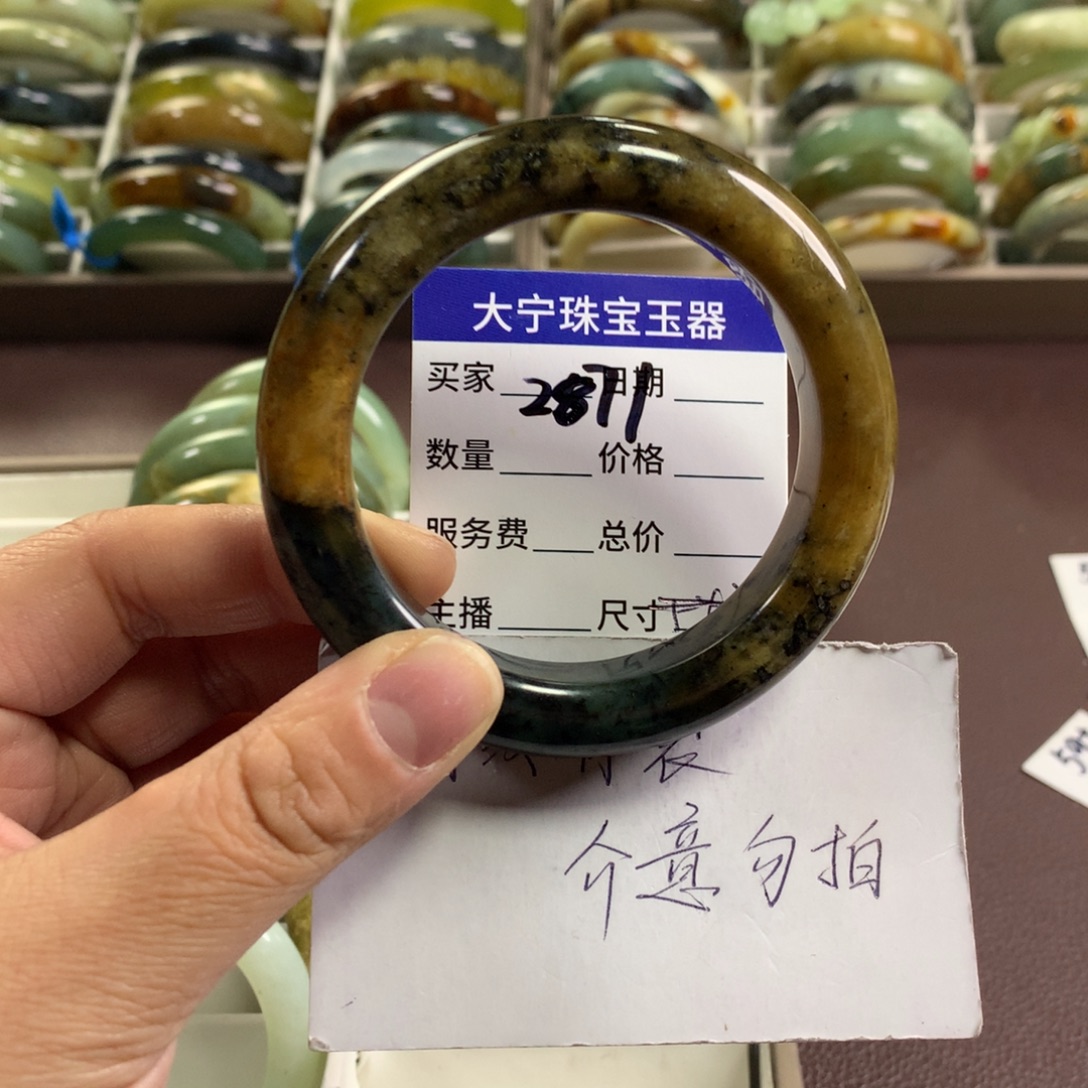 大宁珠宝玉器
买家 2871 日期
数量 价格
服务费 总价
主播 尺寸
介意勿拍